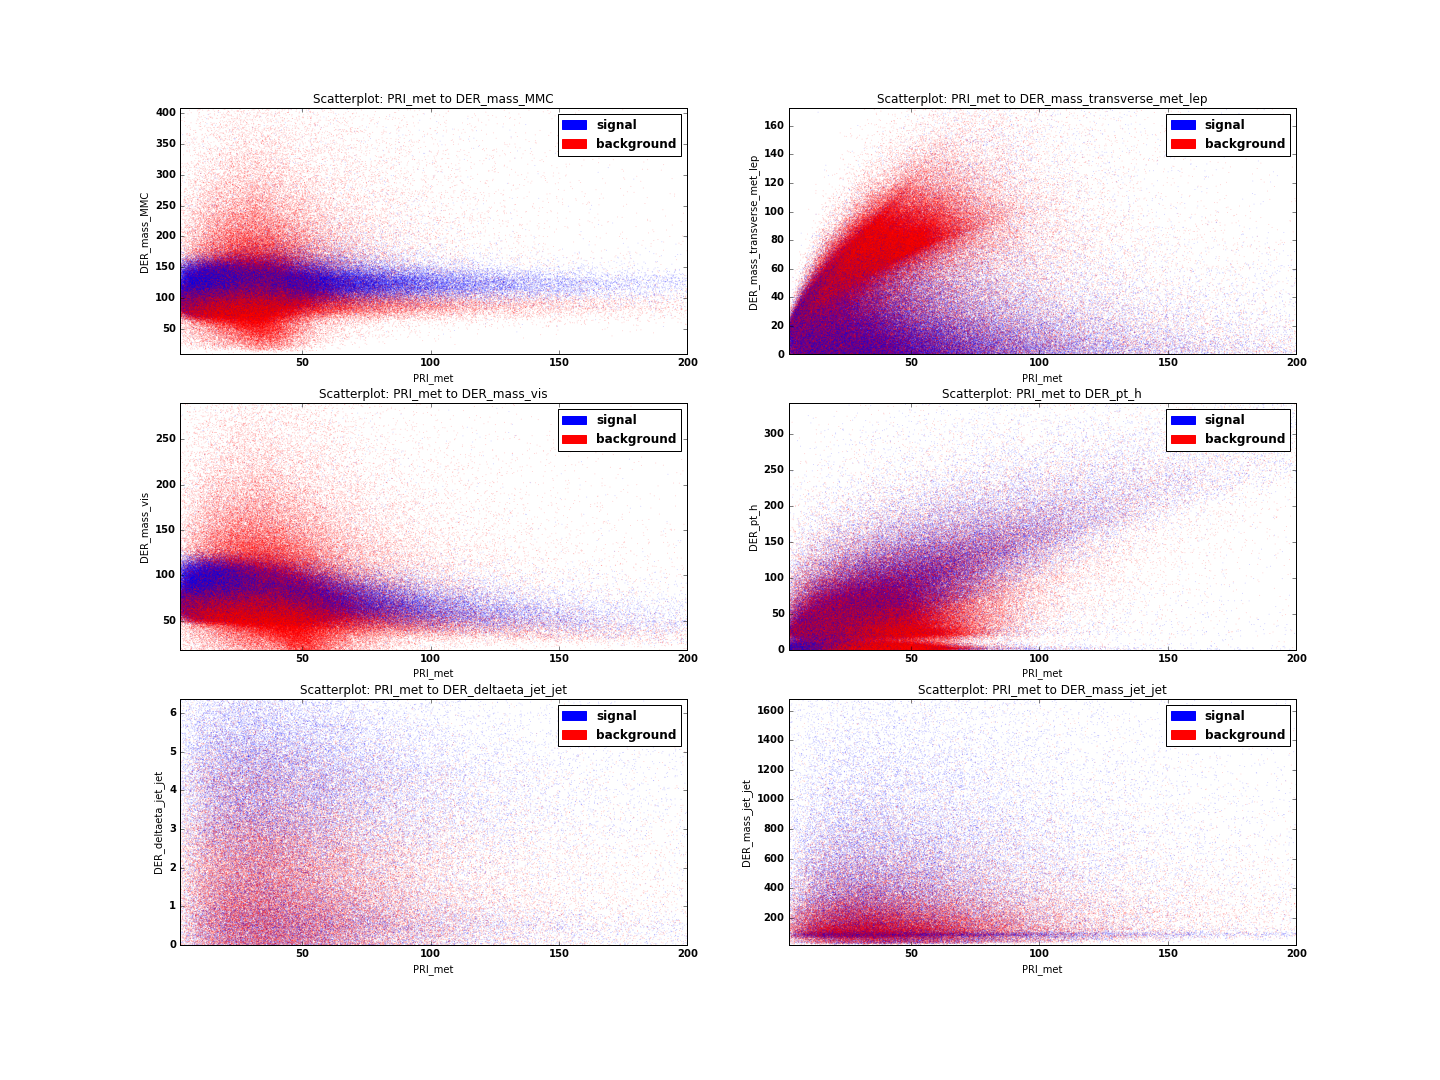 Scatterplot: PRI_met to DER_mass_MMC
400
350
300
250
200
150
100
50
DER_mass_MMC
signal
background
50 100 150 200
PRI_met
Scatterplot: PRI_met to DER_mass_transverse_met_lep
160
140
120
100
80
60
40
20
0
DER_mass_transverse_met_lep
signal
background
50 100 150 200
PRI_met
Scatterplot: PRI_met to DER_mass_vis
250
200
150
100
50
DER_mass_vis
signal
background
50 100 150 200
PRI_met
Scatterplot: PRI_met to DER_pt_h
300
250
200
150
100
50
0
DER_pt_h
signal
background
50 100 150 200
PRI_met
Scatterplot: PRI_met to DER_deltaeta_jet_jet
6
5
4
3
2
1
0
DER_deltaeta_jet_jet
signal
background
50 100 150 200
PRI_met
Scatterplot: PRI_met to DER_mass_jet_jet
1600
1400
1200
1000
800
600
400
200
DER_mass_jet_jet
signal
background
50 100 150 200
PRI_met